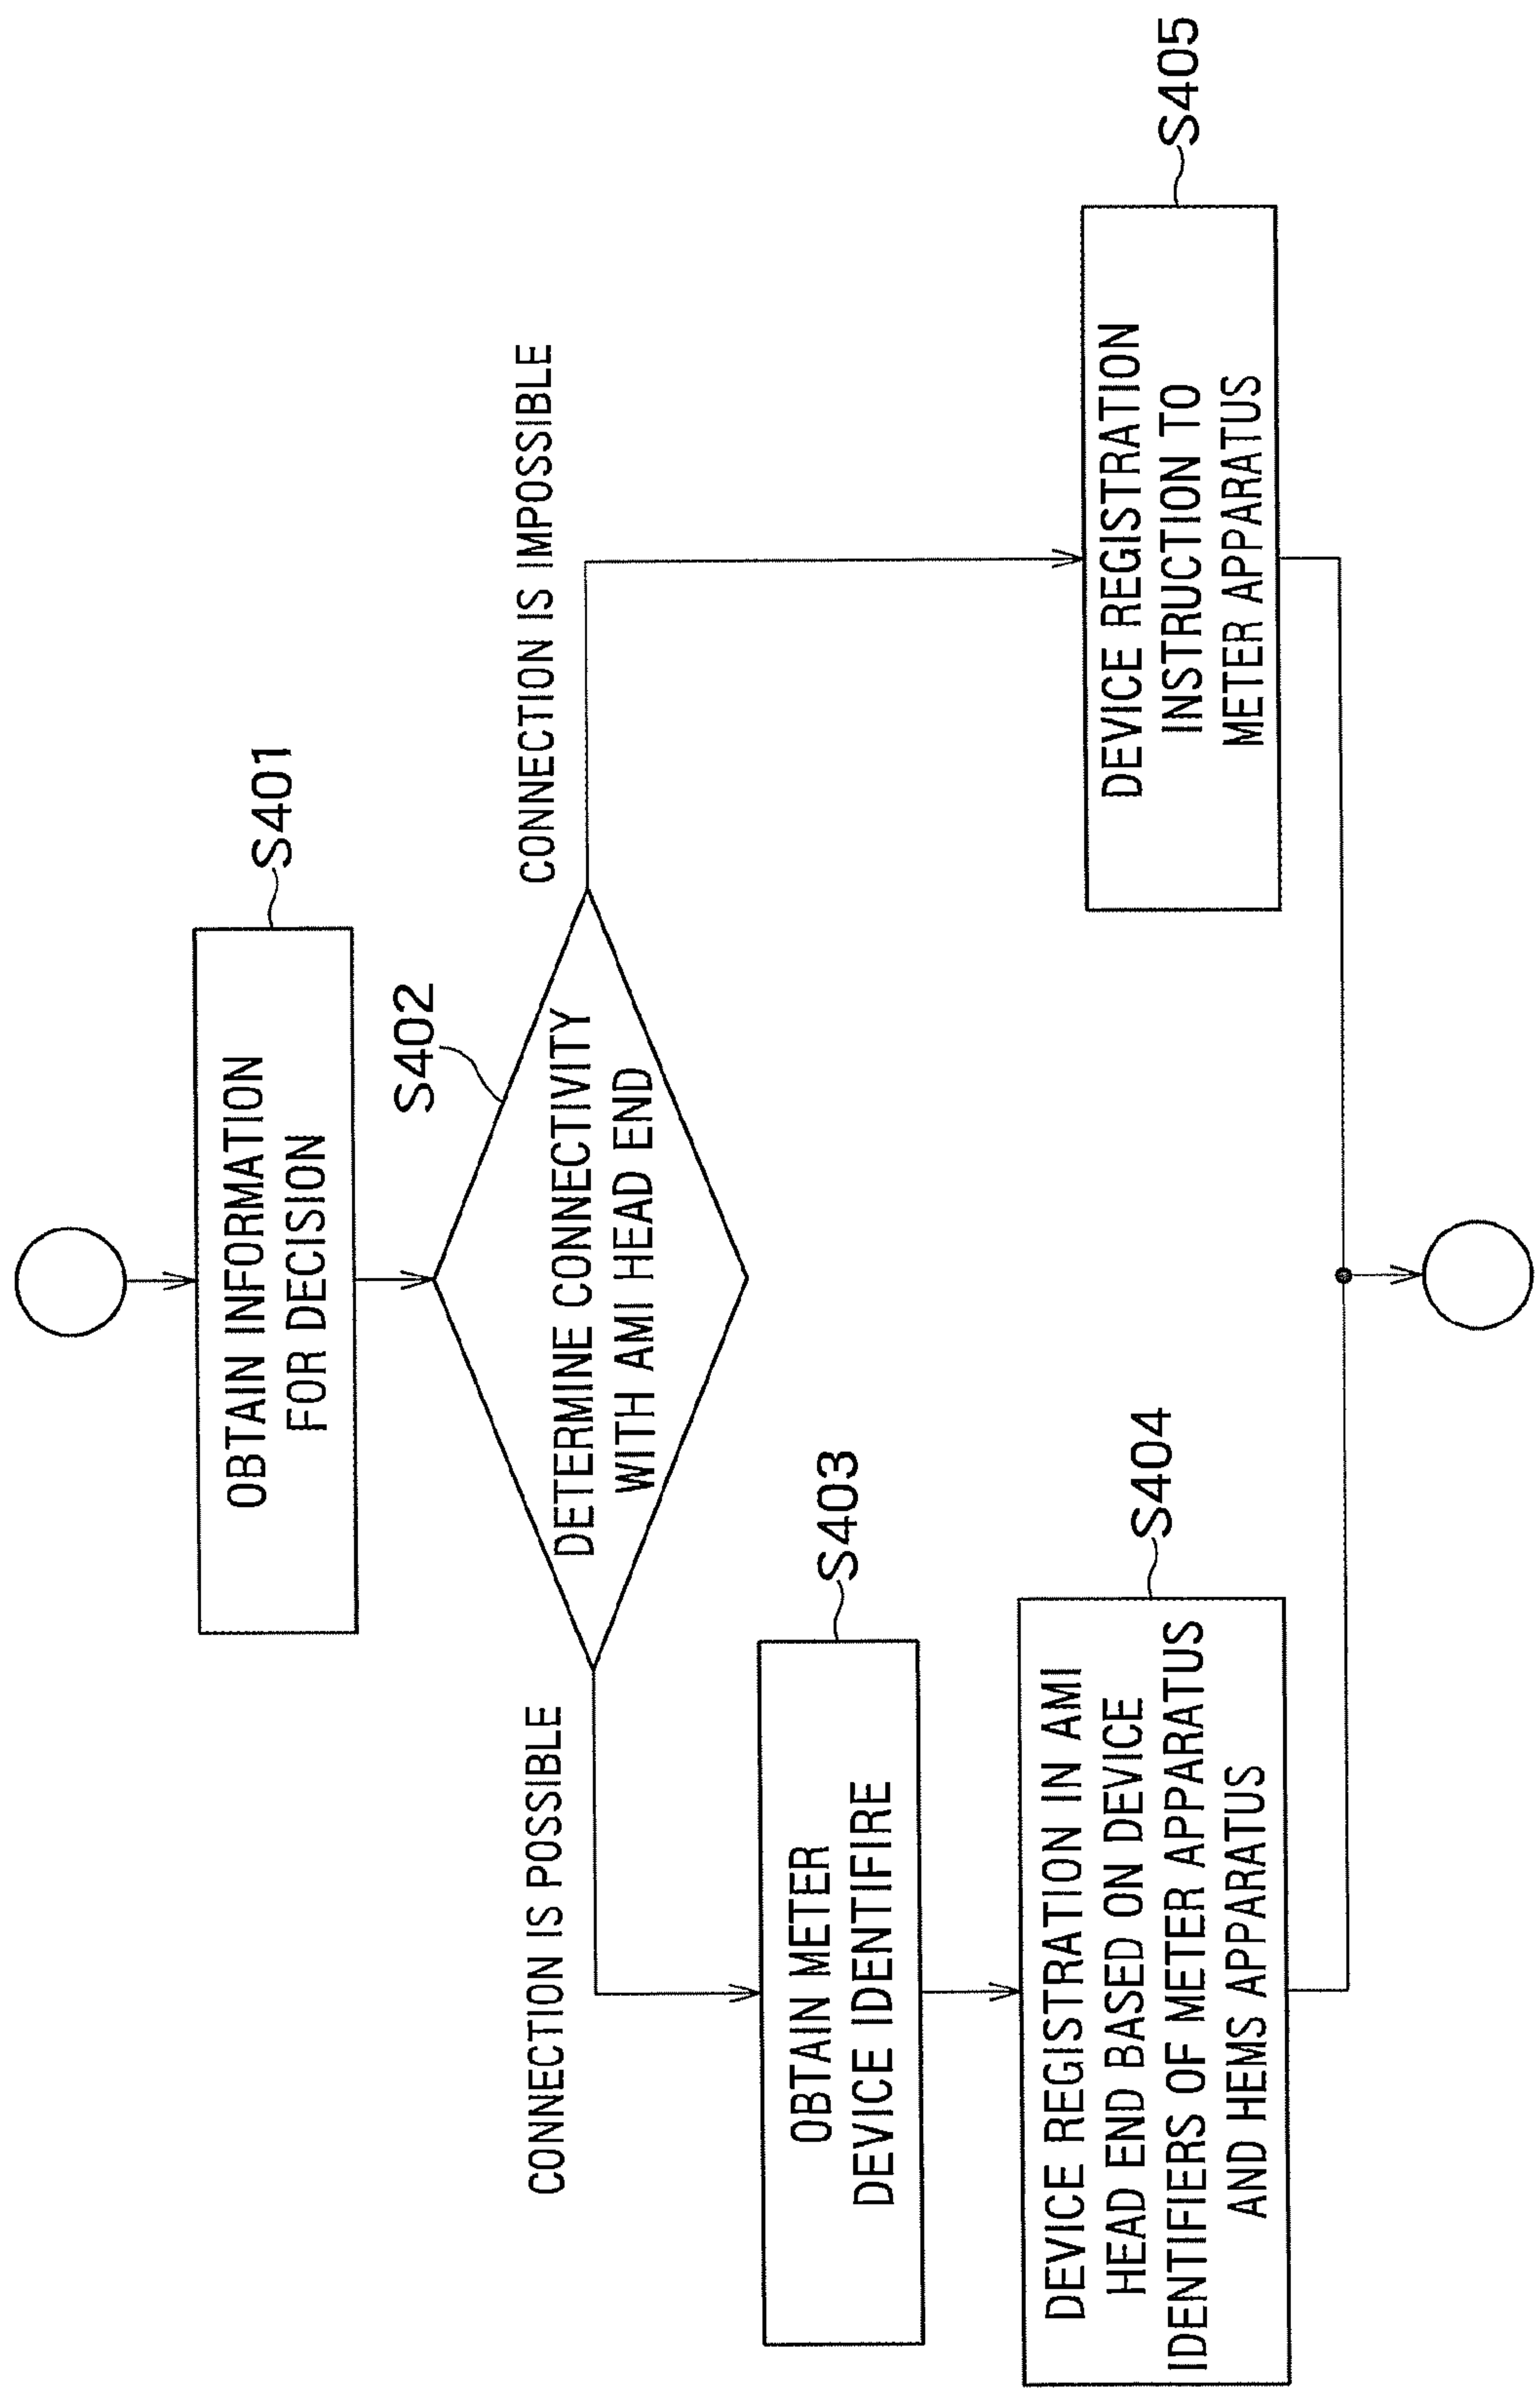 S401
OBTAIN INFORMATION
FOR DECISION
S402
DETERMINE CONNECTIVITY
WITH AMI HEAD END
CONNECTION IS POSSIBLE
CONNECTION IS IMPOSSIBLE
S403
OBTAIN METER
DEVICE IDENTIFIRE
S404
DEVICE REGISTRATION IN AMI
HEAD END BASED ON DEVICE
IDENTIFIERS OF METER APPARATUS
AND HEMS APPARATUS
S405
DEVICE REGISTRATION
INSTRUCTION TO
METER APPARATUS